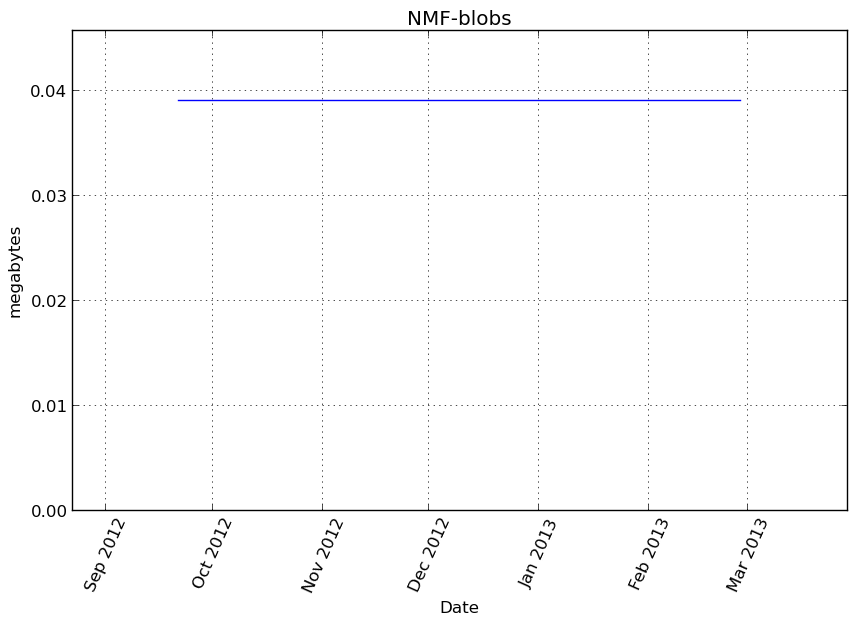 NMF-blobs
0.04
0.03
0.02
0.01
0.00
megabytes
Sep 2012
Oct 2012
Nov 2012
Dec 2012
Jan 2013
Feb 2013
Mar 2013
Date